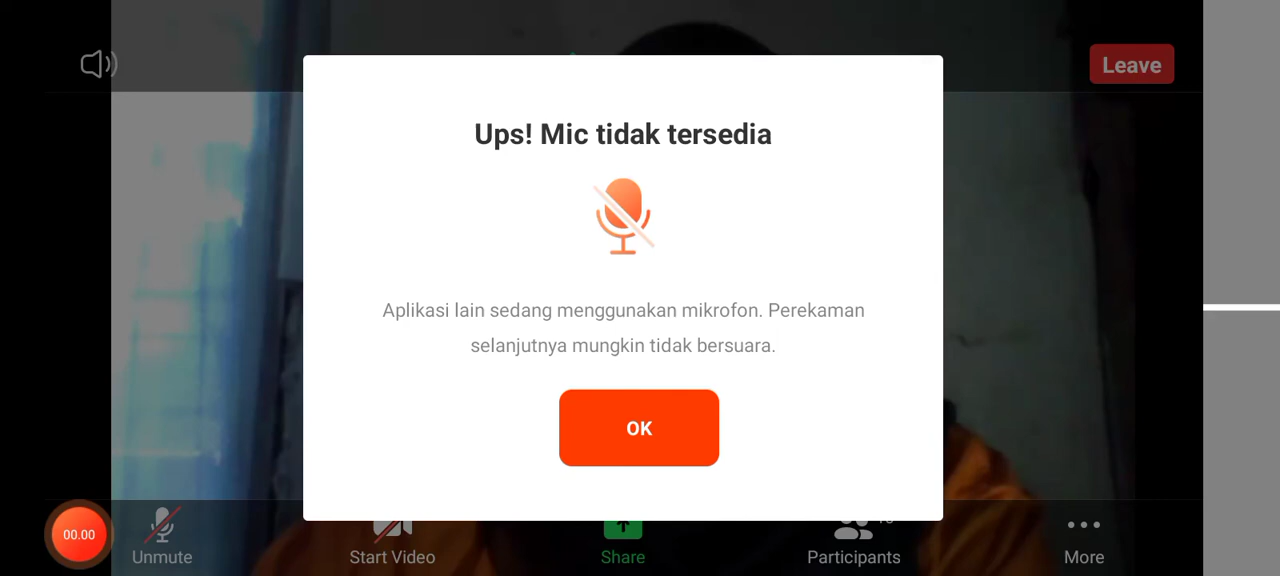 Leave
Ups! Mic tidak tersedia
Aplikasi lain sedang menggunakan mikrofon. Perekaman
selanjutnya mungkin tidak bersuara.
OK
00.00
Unmute
Start Video
Share
Participants
More